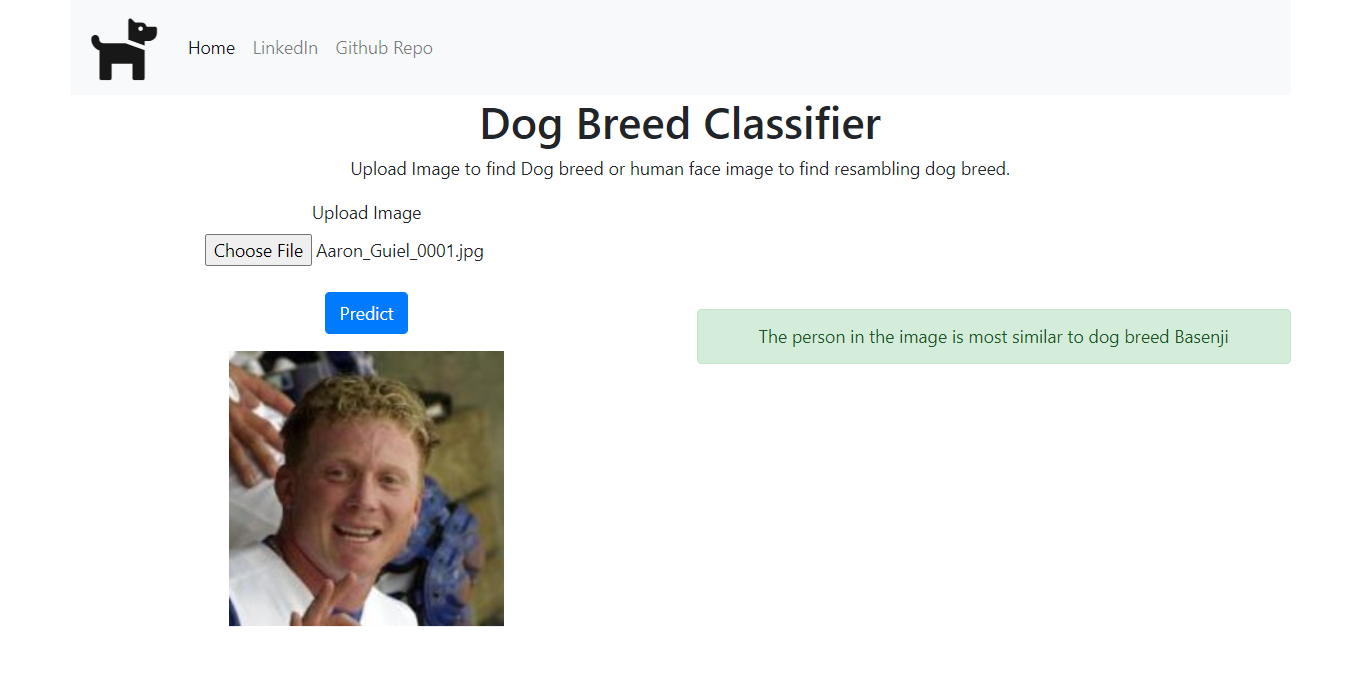 Home LinkedIn Github Repo
Dog Breed Classifier
Upload Image to find Dog breed or human face image to find resambling dog breed.
Upload Image
Choose File Aaron_Guiel_0001.jpg
Predict
The person in the image is most similar to dog breed Basenji